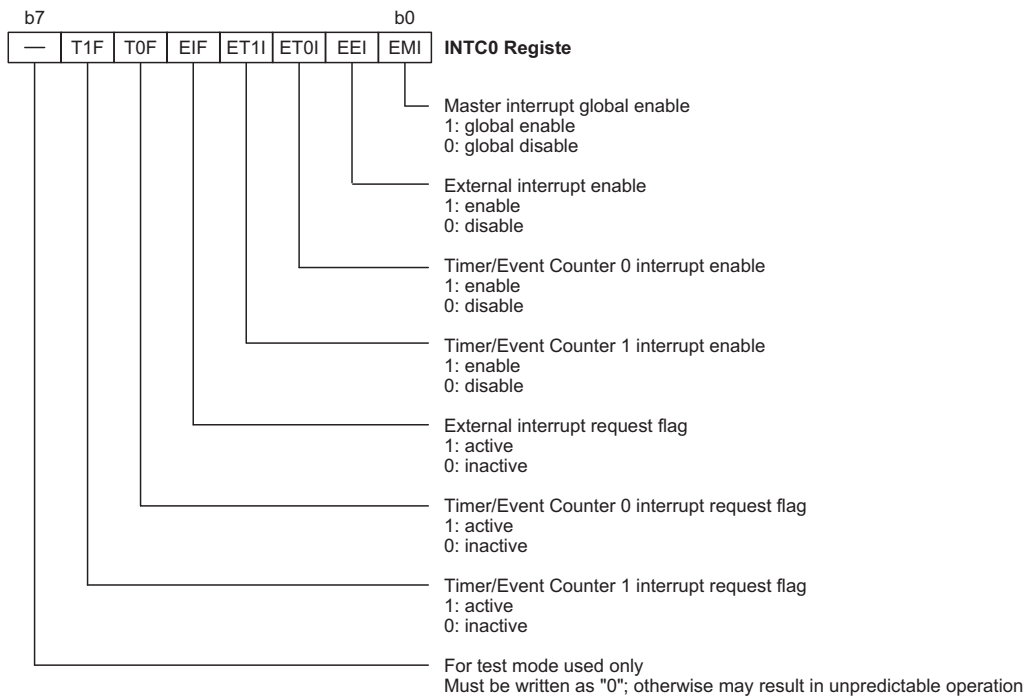 b7 b0
— T1F T0F EIF ET1I ET0I EEI EMI INTC0 Registe
Master interrupt global enable
1: global enable
0: global disable
External interrupt enable
1: enable
0: disable
Timer/Event Counter 0 interrupt enable
1: enable
0: disable
Timer/Event Counter 1 interrupt enable
1: enable
0: disable
External interrupt request flag
1: active
0: inactive
Timer/Event Counter 0 interrupt request flag
1: active
0: inactive
Timer/Event Counter 1 interrupt request flag
1: active
0: inactive
For test mode used only
Must be written as "0"; otherwise may result in unpredictable operation